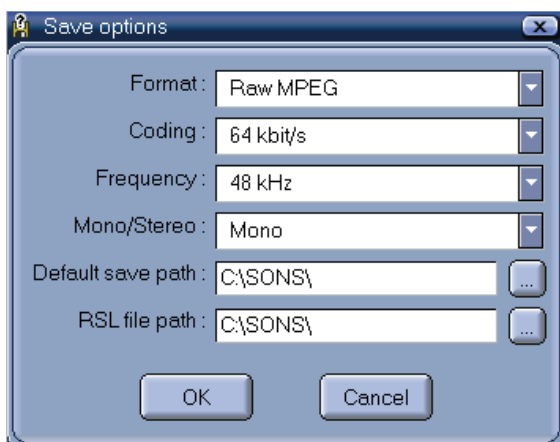 Save options
Format : Raw MPEG
Coding : 64 kbit/s
Frequency : 48 kHz
Mono/Stereo : Mono
Default save path : C:\SONS\ ...
RSL file path : C:\SONS\ ...
OK Cancel